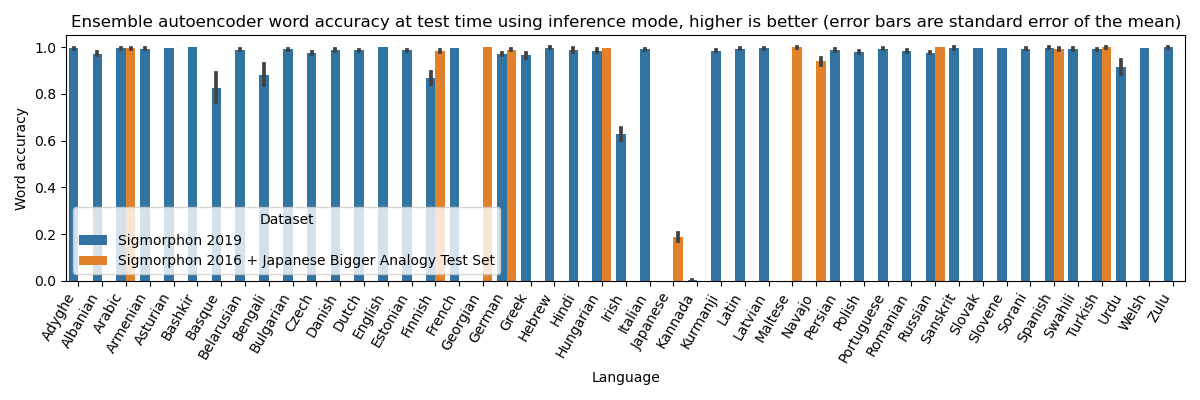 Ensemble autoencoder word accuracy at test time using inference mode, higher is better (error bars are standard error of the mean)
Word accuracy
1.0
0.8
0.6
0.4
0.2
0.0
Dataset
Sigmorphon 2019
Sigmorphon 2016 + Japanese Bigger Analogy Test Set
Adyghe
Albanian
Arabic
Armenian
Asturian
Bashkir
Basque
Belarusian
Bengali
Bulgarian
Czech
Danish
Dutch
English
Estonian
Finnish
French
Georgian
German
Greek
Hebrew
Hindi
Hungarian
Irish
Italian
Japanese
Kannada
Kurmanji
Latin
Latvian
Maltese
Navajo
Persian
Polish
Portuguese
Romanian
Russian
Sanskrit
Slovak
Slovene
Sorani
Spanish
Swahili
Turkish
Urdu
Welsh
Zulu
Language